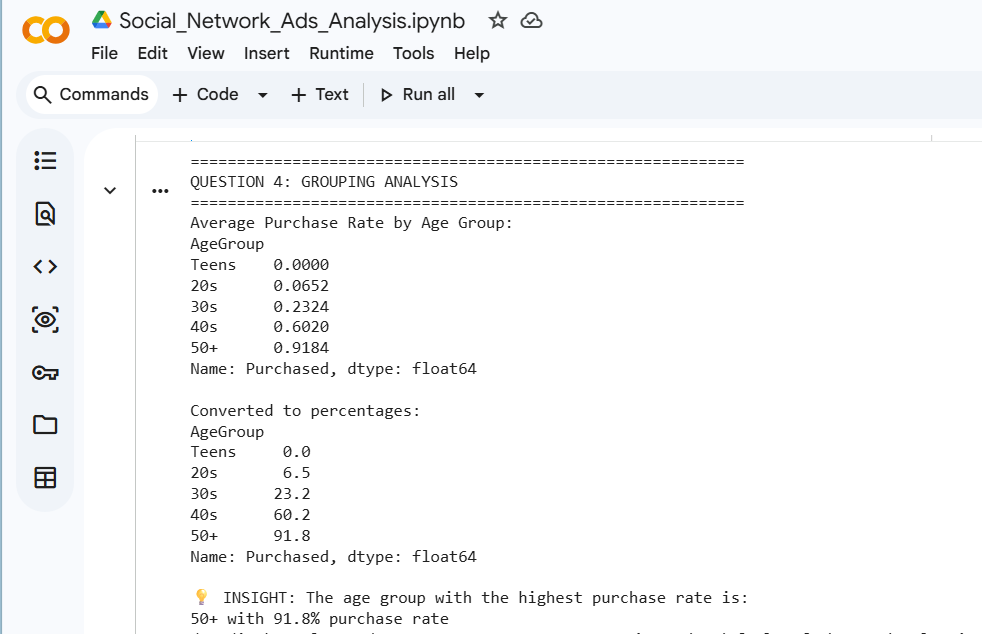 Social_Network_Ads_Analysis.ipynb
File Edit View Insert Runtime Tools Help
Commands + Code + Text Run all
============================================================
QUESTION 4: GROUPING ANALYSIS
============================================================
Average Purchase Rate by Age Group:
AgeGroup
Teens    0.0000
20s      0.0652
30s      0.2324
40s      0.6020
50+      0.9184
Name: Purchased, dtype: float64
Converted to percentages:
AgeGroup
Teens     0.0
20s       6.5
30s      23.2
40s      60.2
50+      91.8
Name: Purchased, dtype: float64
💡 INSIGHT: The age group with the highest purchase rate is:
50+ with 91.8% purchase rate